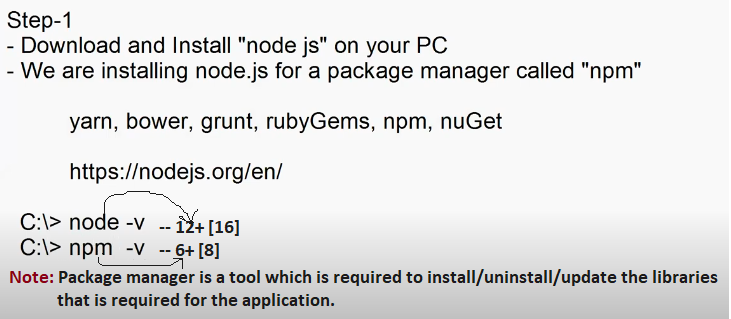 Step-1
- Download and Install "node js" on your PC
- We are installing node.js for a package manager called "npm"
yarn, bower, grunt, rubyGems, npm, nuGet
https://nodejs.org/en/
C:\> node -v -- 12+ [16]
C:\> npm -v -- 6+ [8]
Note: Package manager is a tool which is required to install/uninstall/update the libraries
that is required for the application.